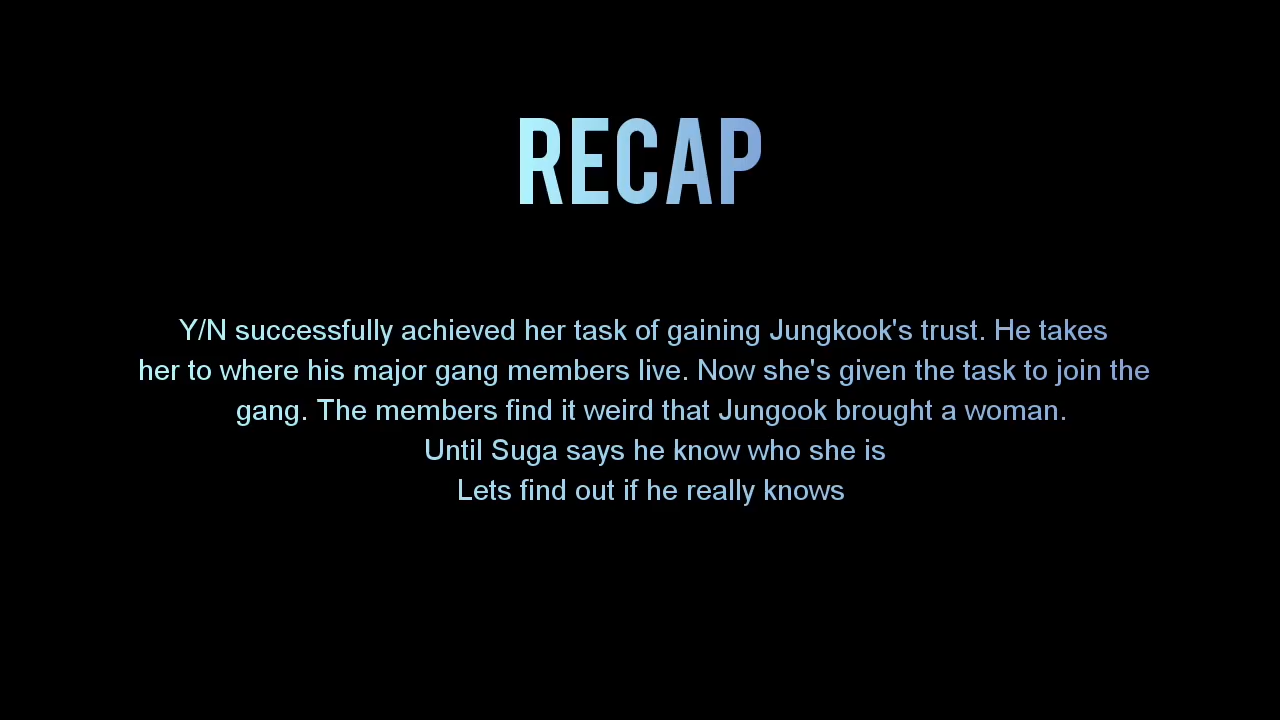 RECAP
Y/N successfully achieved her task of gaining Jungkook's trust. He takes
her to where his major gang members live. Now she's given the task to join the
gang. The members find it weird that Jungook brought a woman.
Until Suga says he know who she is
Lets find out if he really knows